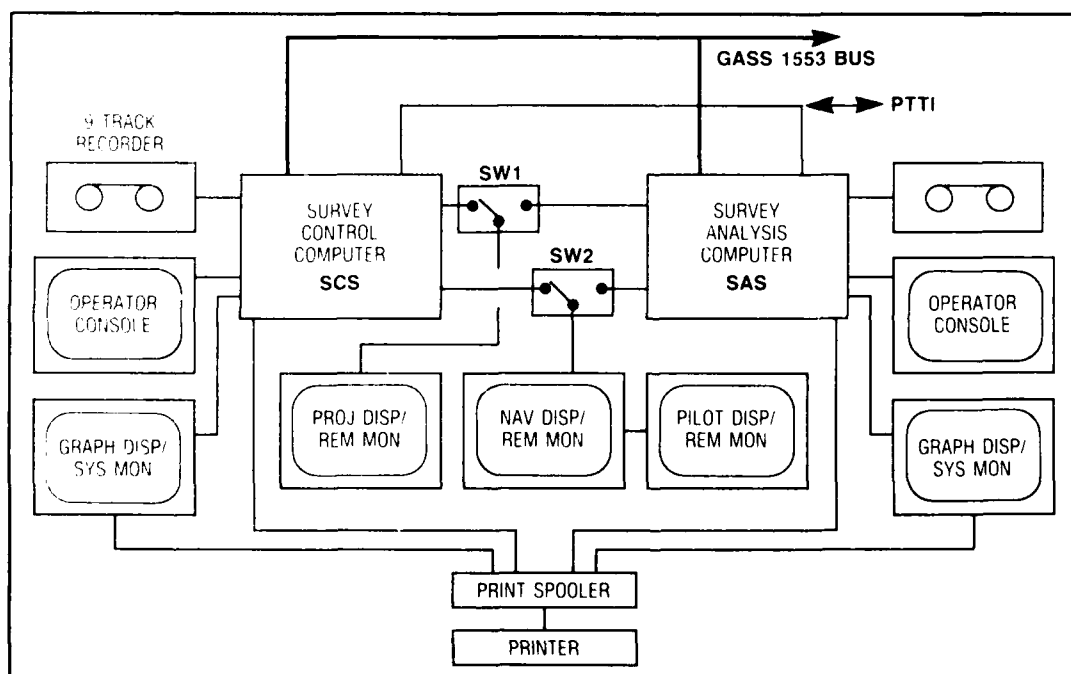 GASS 1553 BUS
PTTI
9 TRACK
RECORDER
SW1
SURVEY
CONTROL
COMPUTER
SCS
SURVEY
ANALYSIS
COMPUTER
SAS
SW2
OPERATOR
CONSOLE
OPERATOR
CONSOLE
PROJ DISP/
REM MON
NAV DISP/
REM MON
PILOT DISP/
REM MON
GRAPH DISP/
SYS MON
GRAPH DISP/
SYS MON
PRINT SPOOLER
PRINTER